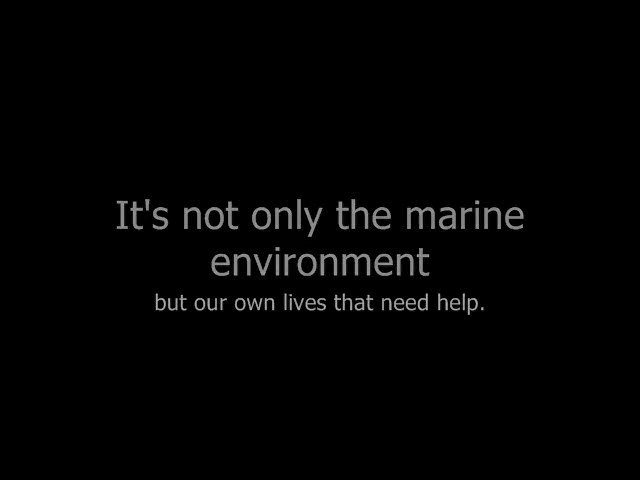 It's not only the marine
environment
but our own lives that need help.